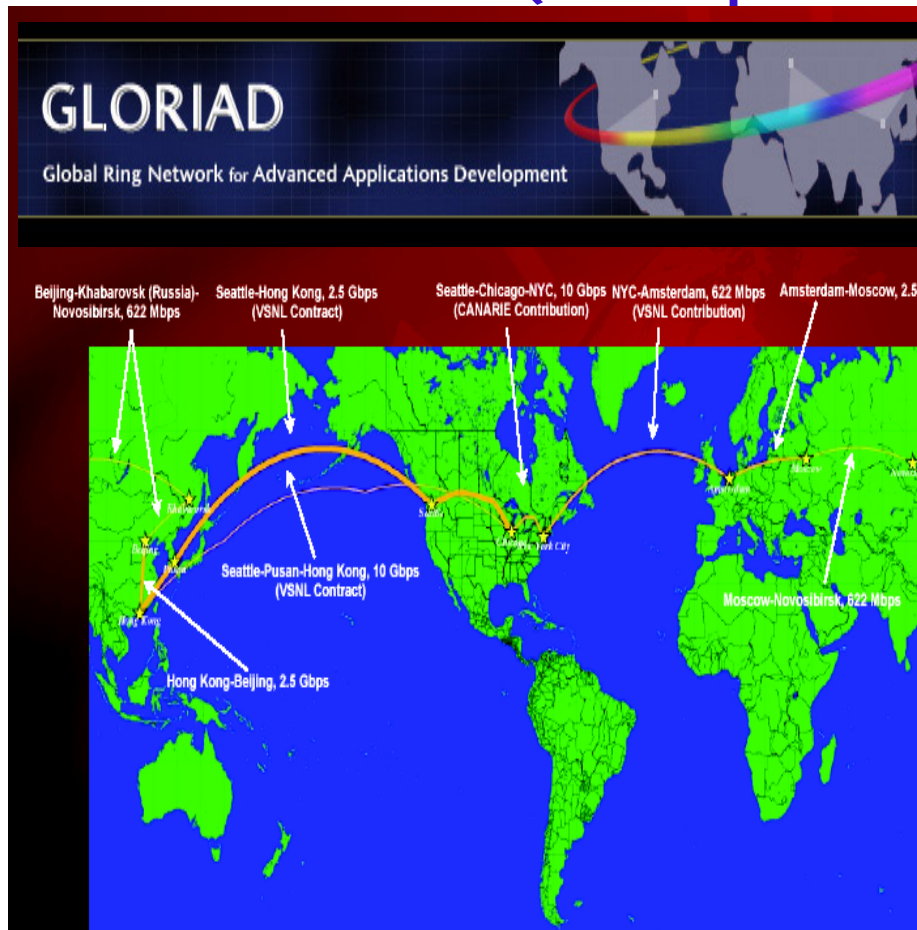 GLORIAD
Global Ring Network for Advanced Applications Development
Beijing-Khabarovsk (Russia)-
Novosibirsk, 622 Mbps
Seattle-Hong Kong, 2.5 Gbps
(VSNL Contract)
Seattle-Chicago-NYC, 10 Gbps
(CANARIE Contribution)
NYC-Amsterdam, 622 Mbps
(VSNL Contribution)
Amsterdam-Moscow, 2.5
Khabarovsk
Beijing
Hong Kong
Seattle
Chicago
York City
Amsterdam
Moscow
Seattle-Pusan-Hong Kong, 10 Gbps
(VSNL Contract)
Moscow-Novosibirsk, 622 Mbps
Hong Kong-Beijing, 2.5 Gbps